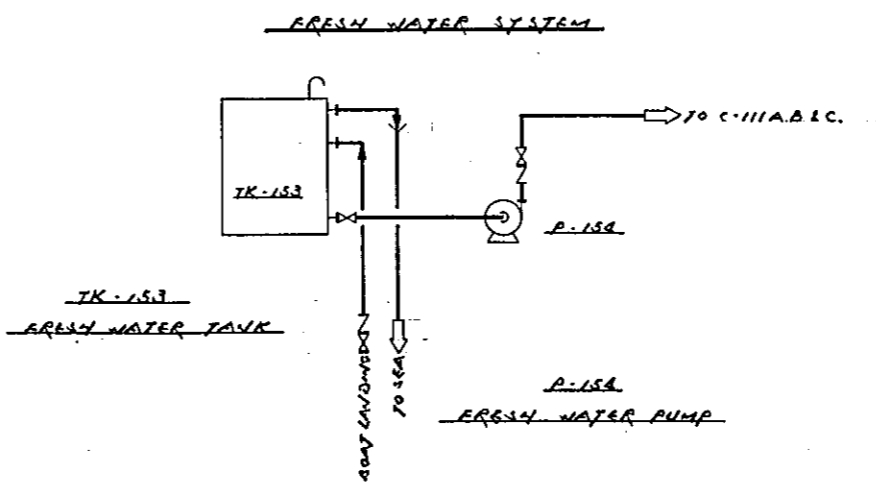 FRESH WATER SYSTEM
TO C-111 A.B & C.
TK-153
P-154
TK-153
FRESH WATER TANK
BOAT LANDING
TO SEA
P-154
FRESH WATER PUMP